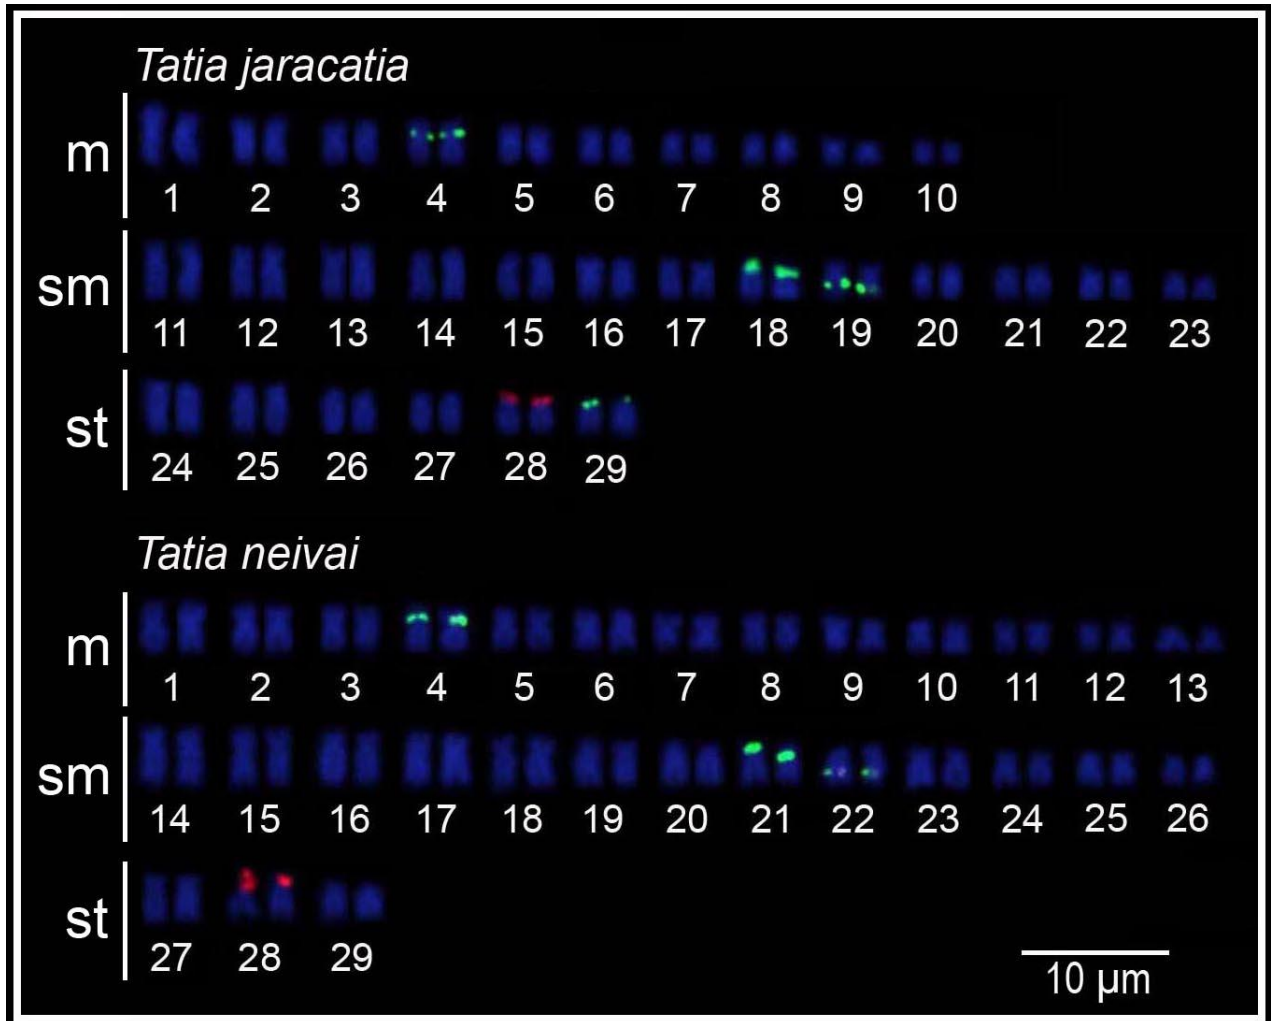 Tatia jaracatia
m
1 2 3 4 5 6 7 8 9 10
sm
11 12 13 14 15 16 17 18 19 20 21 22 23
st
24 25 26 27 28 29
Tatia neivai
m
1 2 3 4 5 6 7 8 9 10 11 12 13
sm
14 15 16 17 18 19 20 21 22 23 24 25 26
st
27 28 29
10 µm